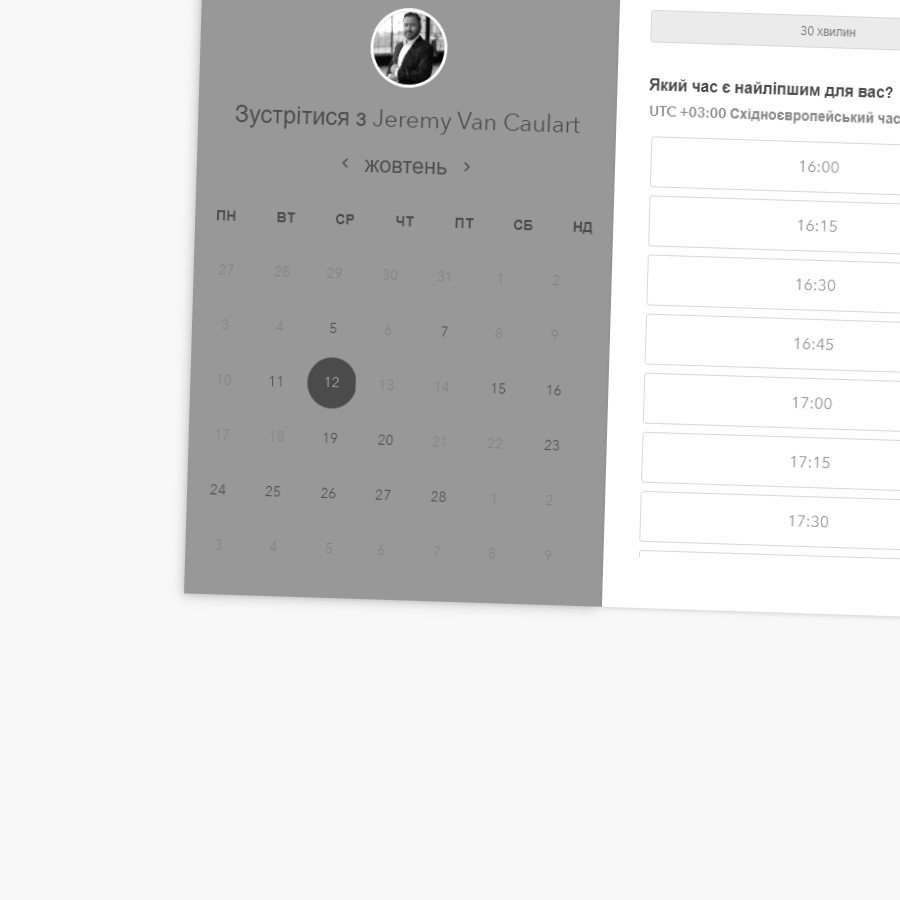 Зустрітися з Jeremy Van Caulart
жовтень
ПН ВТ СР ЧТ ПТ СБ НД
27 28 29 30 31 1 2
3 4 5 6 7 8 9
10 11 12 13 14 15 16
17 18 19 20 21 22 23
24 25 26 27 28 1 2
3 4 5 6 7 8 9
30 хвилин
Який час є найліпшим для вас?
UTC +03:00 Східноєвропейський час
16:00
16:15
16:30
16:45
17:00
17:15
17:30